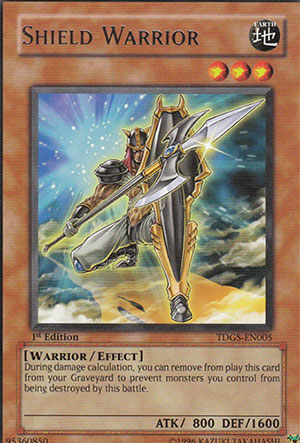 SHIELD WARRIOR
EARTH
地
1st Edition
TDGS-EN005
[WARRIOR / EFFECT]
During damage calculation, you can remove from play this card
from your Graveyard to prevent monsters you control from
being destroyed by this battle.
ATK/ 800 DEF/1600
95360850
©1996 KAZUKI TAKAHASHI